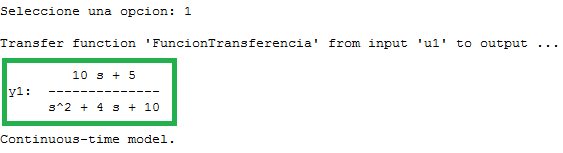 Seleccione una opcion: 1
Transfer function 'FuncionTransferencia' from input 'u1' to output ...
10 s + 5
y1: --------------
s^2 + 4 s + 10
Continuous-time model.